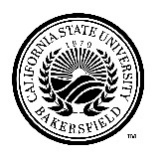 CALIFORNIA STATE UNIVERSITY
1970
BAKERSFIELD
TM